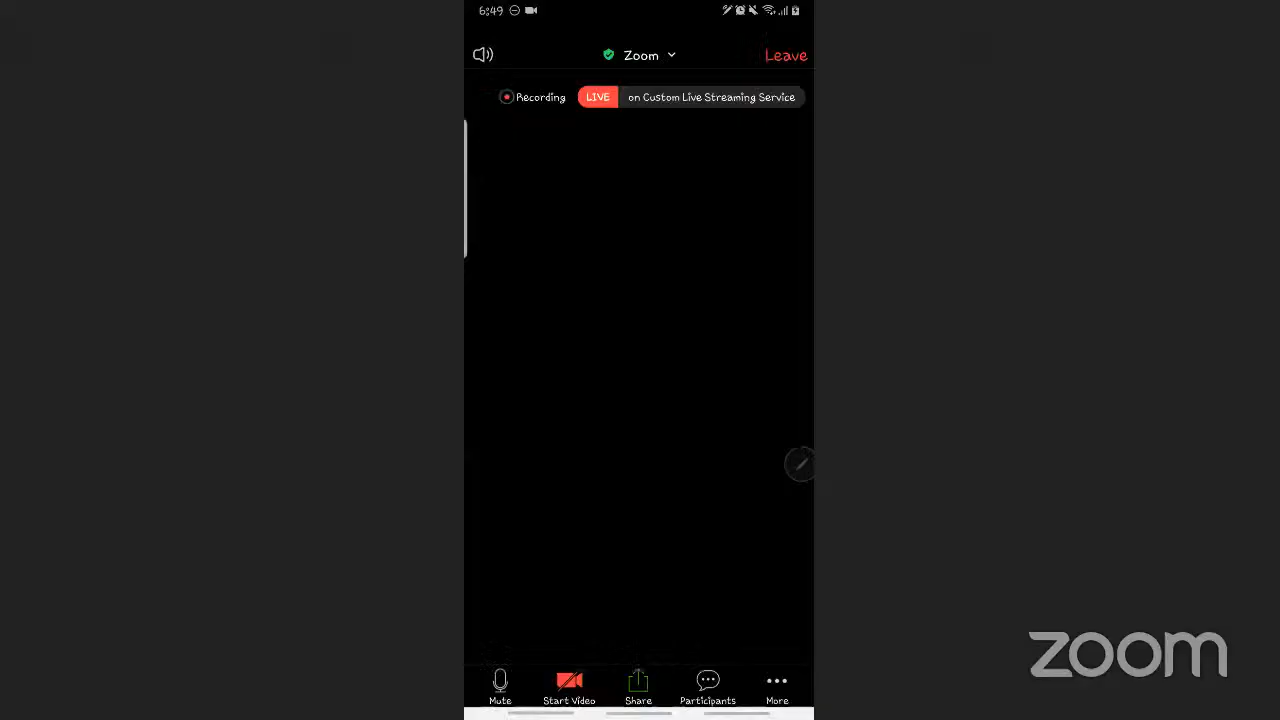 6:49
Zoom
Leave
Recording
LIVE on Custom Live Streaming Service
Mute
Start Video
Share
Participants
More
zoom